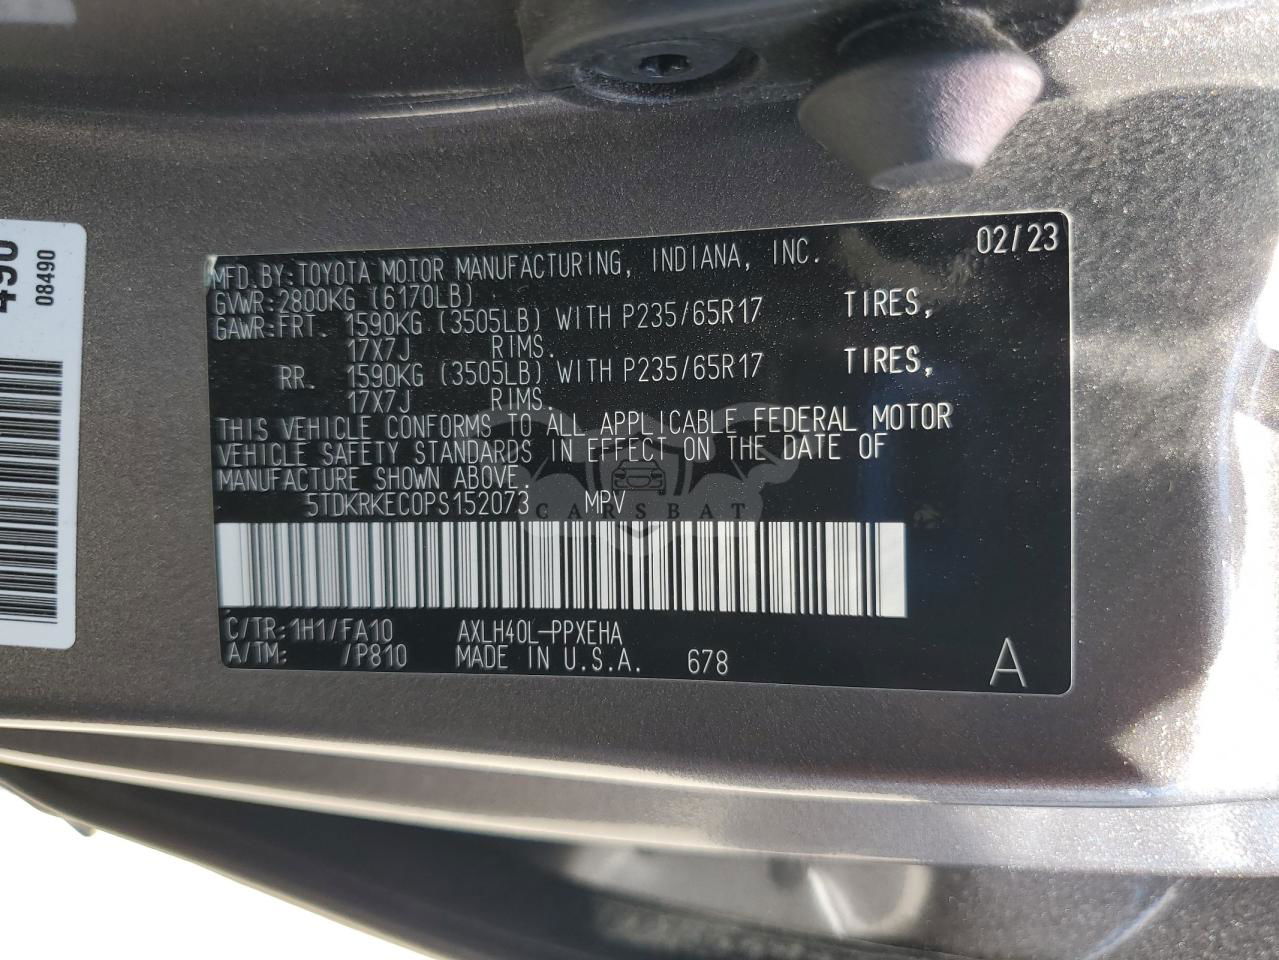 490
08490
02/23
MFD.BY:TOYOTA MOTOR MANUFACTURING, INDIANA, INC.
GVWR:2800KG (6170LB)
GAWR:FRT. 1590KG (3505LB) WITH P235/65R17 TIRES,
17X7J RIMS.
RR. 1590KG (3505LB) WITH P235/65R17 TIRES,
17X7J RIMS.
THIS VEHICLE CONFORMS TO ALL APPLICABLE FEDERAL MOTOR
VEHICLE SAFETY STANDARDS IN EFFECT ON THE DATE OF
MANUFACTURE SHOWN ABOVE.
5TDKRKEC0PS152073 MPV
CARSBAT
C/TR:1H1/FA10 AXLH40L-PPXEHA
A/TM: /P810 MADE IN U.S.A. 678
A